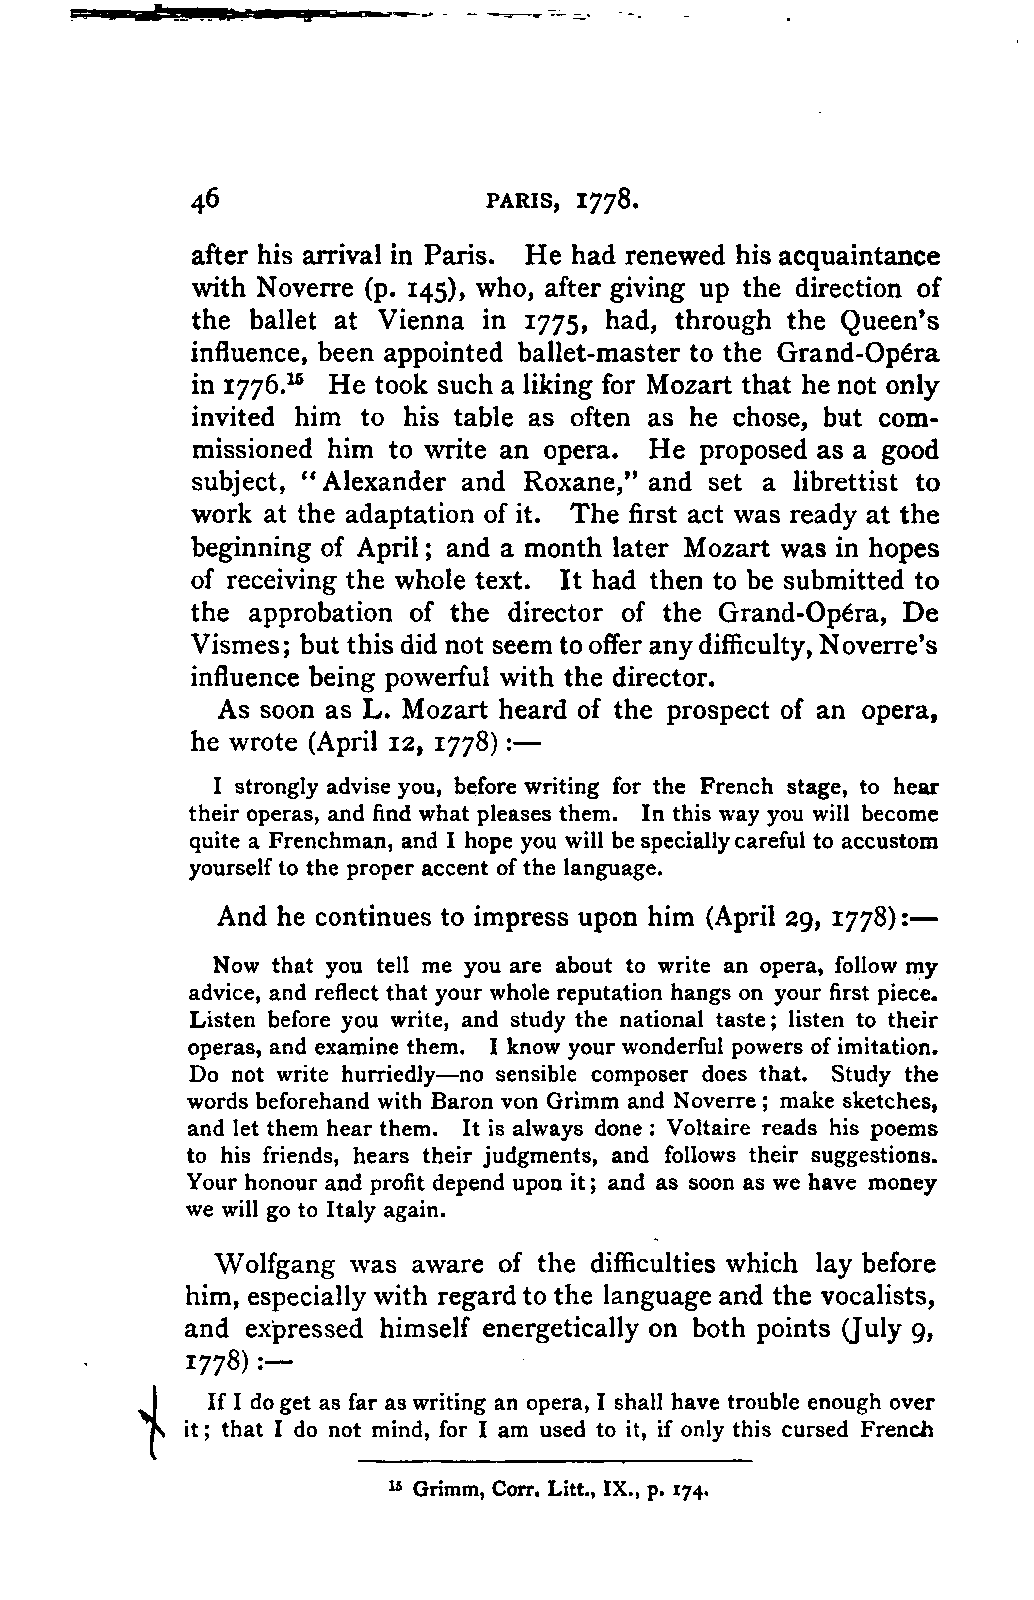 46 PARIS, 1778.
after his arrival in Paris. He had renewed his acquaintance
with Noverre (p. 145), who, after giving up the direction of
the ballet at Vienna in 1775, had, through the Queen's
influence, been appointed ballet-master to the Grand-Opéra
in 1776.¹⁵ He took such a liking for Mozart that he not only
invited him to his table as often as he chose, but com-
missioned him to write an opera. He proposed as a good
subject, "Alexander and Roxane," and set a librettist to
work at the adaptation of it. The first act was ready at the
beginning of April; and a month later Mozart was in hopes
of receiving the whole text. It had then to be submitted to
the approbation of the director of the Grand-Opéra, De
Vismes; but this did not seem to offer any difficulty, Noverre's
influence being powerful with the director.
As soon as L. Mozart heard of the prospect of an opera,
he wrote (April 12, 1778) :—
I strongly advise you, before writing for the French stage, to hear
their operas, and find what pleases them. In this way you will become
quite a Frenchman, and I hope you will be specially careful to accustom
yourself to the proper accent of the language.
And he continues to impress upon him (April 29, 1778):—
Now that you tell me you are about to write an opera, follow my
advice, and reflect that your whole reputation hangs on your first piece.
Listen before you write, and study the national taste; listen to their
operas, and examine them. I know your wonderful powers of imitation.
Do not write hurriedly—no sensible composer does that. Study the
words beforehand with Baron von Grimm and Noverre; make sketches,
and let them hear them. It is always done: Voltaire reads his poems
to his friends, hears their judgments, and follows their suggestions.
Your honour and profit depend upon it; and as soon as we have money
we will go to Italy again.
Wolfgang was aware of the difficulties which lay before
him, especially with regard to the language and the vocalists,
and expressed himself energetically on both points (July 9,
1778) :—
If I do get as far as writing an opera, I shall have trouble enough over
it; that I do not mind, for I am used to it, if only this cursed French
¹⁵ Grimm, Corr. Litt., IX., p. 174.